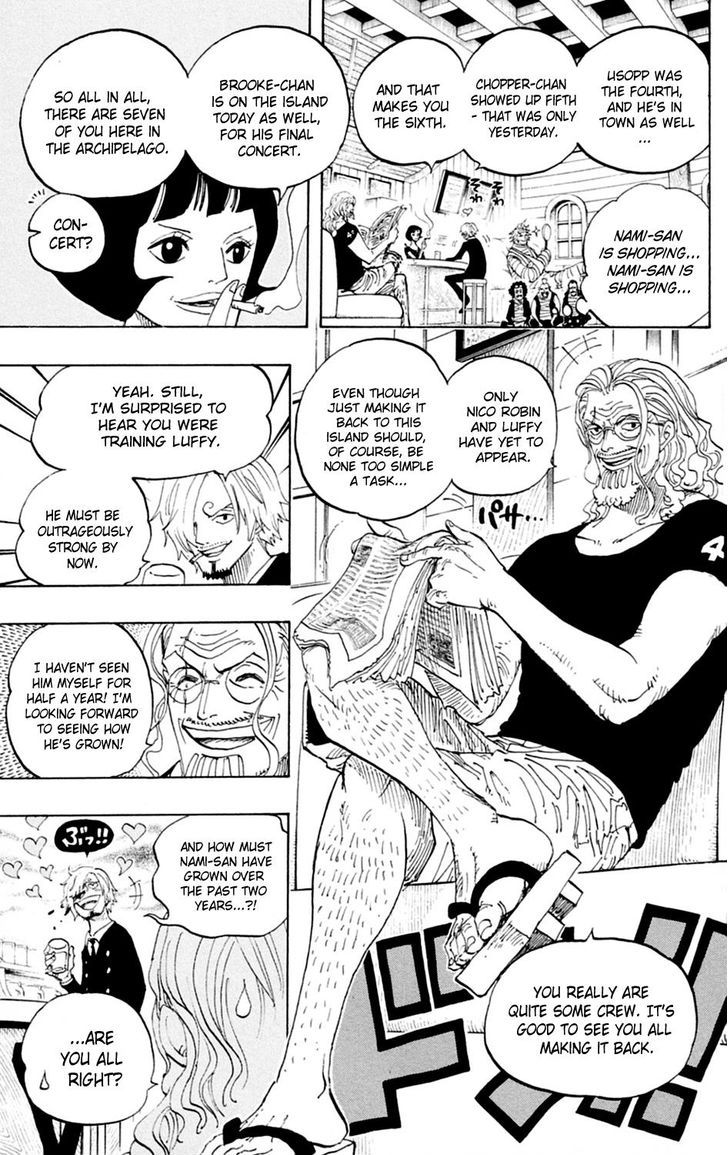 USOPP WAS
THE FOURTH,
AND HE'S IN
TOWN AS WELL
...
CHOPPER-CHAN
SHOWED UP FIFTH
- THAT WAS ONLY
YESTERDAY.
AND THAT
MAKES YOU
THE SIXTH.
NAMI-SAN
IS SHOPPING...
NAMI-SAN IS
SHOPPING...
BROOKE-CHAN
IS ON THE ISLAND
TODAY AS WELL,
FOR HIS FINAL
CONCERT.
SO ALL IN ALL,
THERE ARE SEVEN
OF YOU HERE IN
THE ARCHIPELAGO.
CON-
CERT?
ONLY
NICO ROBIN
AND LUFFY
HAVE YET TO
APPEAR.
EVEN THOUGH
JUST MAKING IT
BACK TO THIS
ISLAND SHOULD,
OF COURSE, BE
NONE TOO SIMPLE
A TASK...
パサ...
4
YOU REALLY ARE
QUITE SOME CREW. IT'S
GOOD TO SEE YOU ALL
MAKING IT BACK.
ドドン!!
YEAH. STILL,
I'M SURPRISED TO
HEAR YOU WERE
TRAINING LUFFY.
HE MUST BE
OUTRAGEOUSLY
STRONG BY
NOW.
I HAVEN'T SEEN
HIM MYSELF FOR
HALF A YEAR! I'M
LOOKING FORWARD
TO SEEING HOW
HE'S GROWN!
AND HOW MUST
NAMI-SAN HAVE
GROWN OVER
THE PAST TWO
YEARS...?!
ぶっ!!
...ARE
YOU ALL
RIGHT?